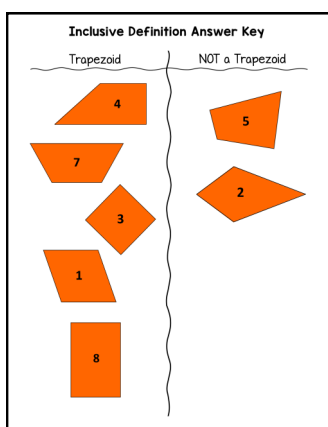 Inclusive Definition Answer Key
Trapezoid
NOT a Trapezoid
4
5
7
2
3
1
8